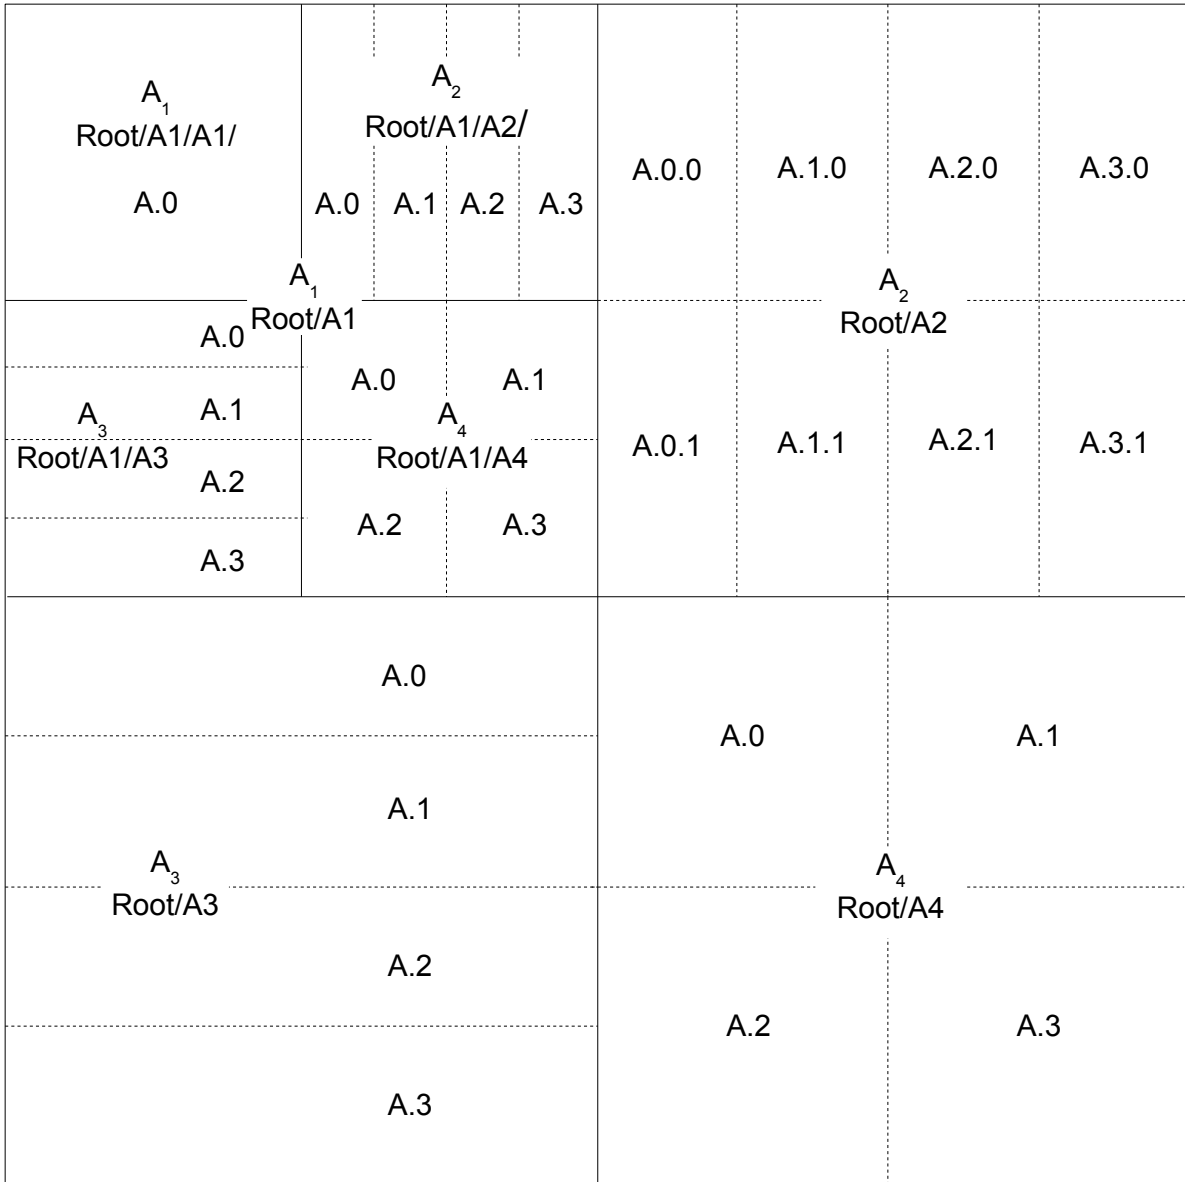 A1
Root/A1/A1/
A.0
A2
Root/A1/A2/
A.0 A.1 A.2 A.3
A1
Root/A1
A.0.0 A.1.0 A.2.0 A.3.0
A2
Root/A2
A.0.1 A.1.1 A.2.1 A.3.1
A.0
A.1
A3
Root/A1/A3
A.2
A.3
A.0 A.1
A4
Root/A1/A4
A.2 A.3
A.0
A.1
A3
Root/A3
A.2
A.3
A.0 A.1
A4
Root/A4
A.2 A.3